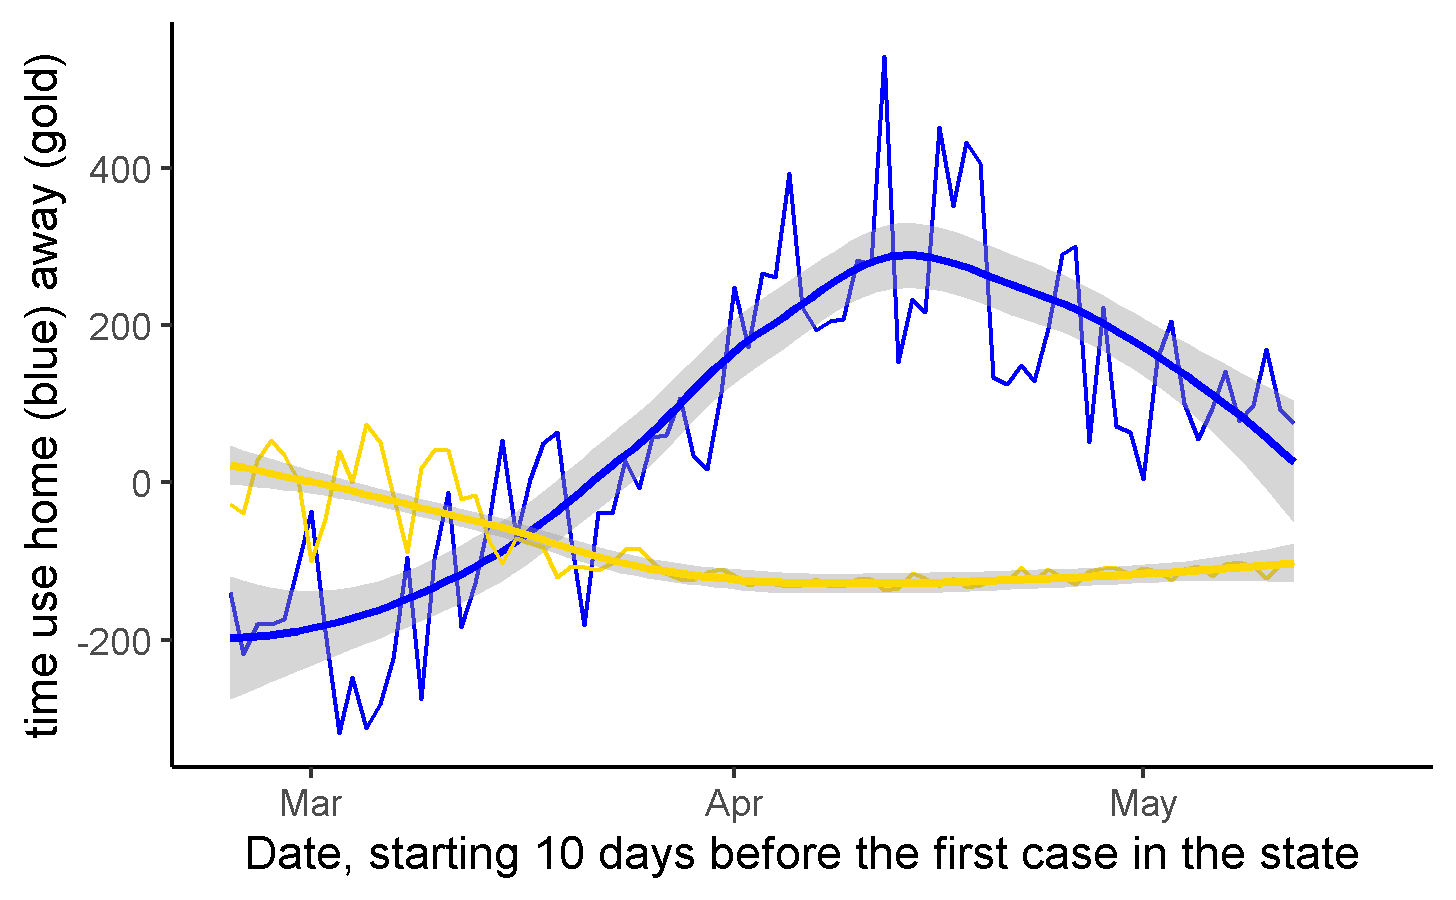 time use home (blue) away (gold)
400
200
0
-200
Mar Apr May
Date, starting 10 days before the first case in the state